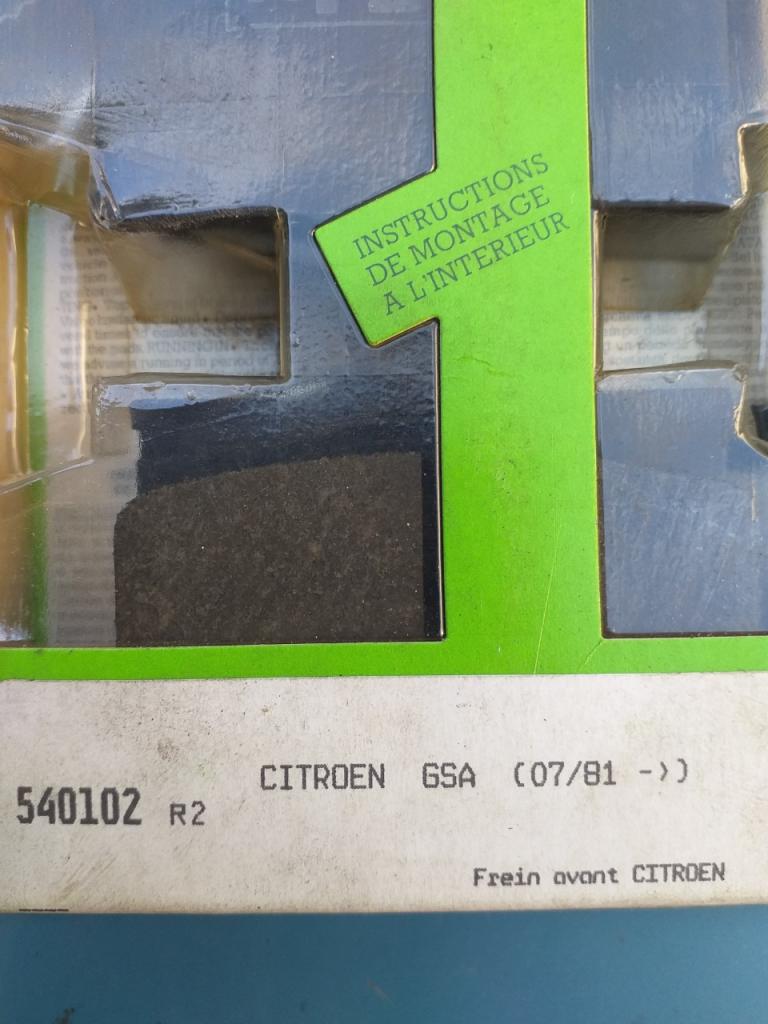 INSTRUCTIONS
DE MONTAGE
A L'INTERIEUR
CITROEN GSA (07/81 ->)
540102 R2
Frein avant CITROEN